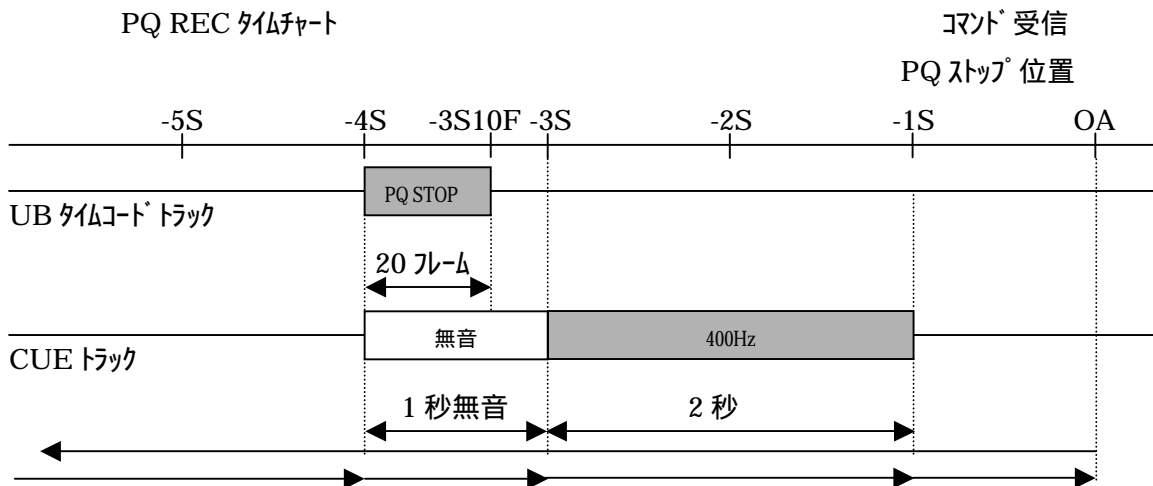 PQ REC ﾀｲﾑﾁｬｰﾄ
ｺﾏﾝﾄﾞ受信
PQ ｽﾄｯﾌﾟ位置
-5S -4S -3S10F -3S -2S -1S OA
PQ STOP
UB ﾀｲﾑｺｰﾄﾞﾄﾗｯｸ
20 ﾌﾚｰﾑ
無音 400Hz
CUE ﾄﾗｯｸ
1 秒無音 2 秒